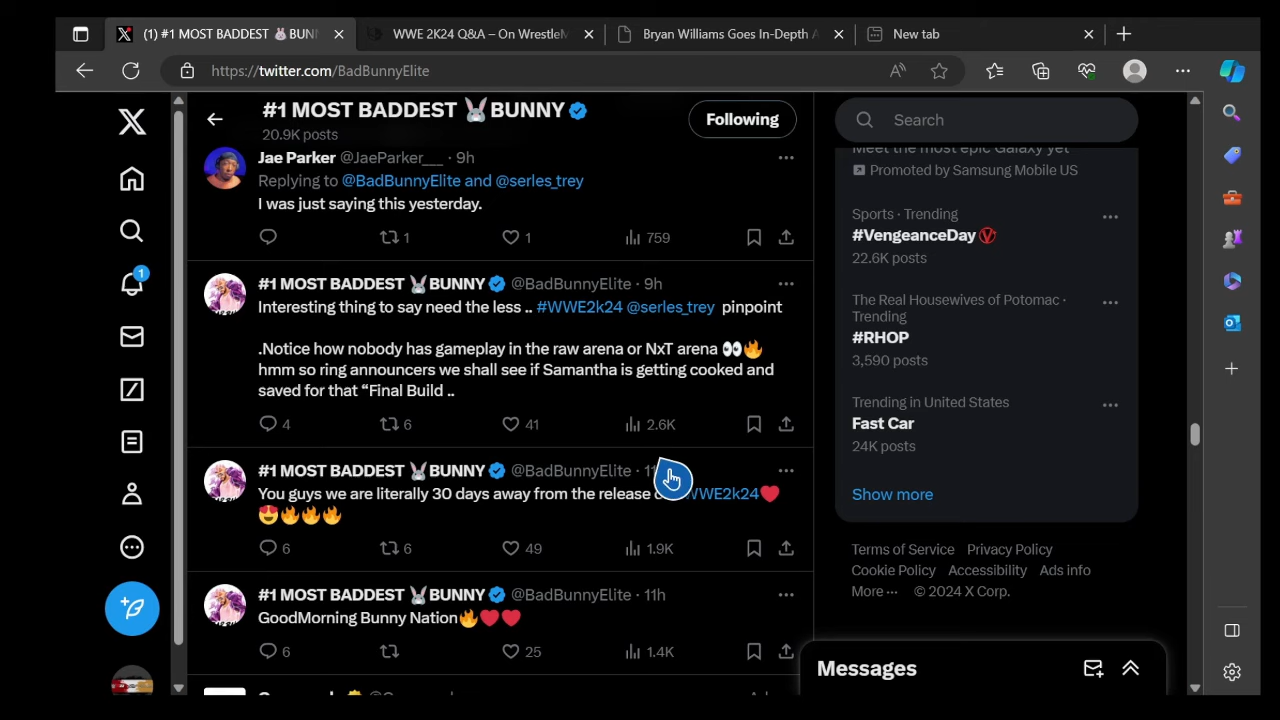 (1) #1 MOST BADDEST 🐰BUNN
WWE 2K24 Q&A – On WrestleM
Bryan Williams Goes In-Depth A
New tab
https://twitter.com/BadBunnyElite
#1 MOST BADDEST 🐰BUNNY
20.9K posts
Following
Jae Parker @JaeParker___ · 9h
Replying to @BadBunnyElite and @serles_trey
I was just saying this yesterday.
1 1 759
#1 MOST BADDEST 🐰BUNNY @BadBunnyElite · 9h
Interesting thing to say need the less .. #WWE2k24 @serles_trey pinpoint
.Notice how nobody has gameplay in the raw arena or NxT arena 👀🔥
hmm so ring announcers we shall see if Samantha is getting cooked and
saved for that “Final Build ..
4 6 41 2.6K
#1 MOST BADDEST 🐰BUNNY @BadBunnyElite ·
You guys we are literally 30 days away from the release WWE2k24❤️
😍🔥🔥🔥
6 6 49 1.9K
#1 MOST BADDEST 🐰BUNNY @BadBunnyElite · 11h
GoodMorning Bunny Nation🔥❤️❤️
6 25 1.4K
Search
Meet the most epic Galaxy yet
Promoted by Samsung Mobile US
Sports · Trending
#VengeanceDay
22.6K posts
The Real Housewives of Potomac ·
Trending
#RHOP
3,590 posts
Trending in United States
Fast Car
24K posts
Show more
Terms of Service Privacy Policy
Cookie Policy Accessibility Ads info
More ··· © 2024 X Corp.
Messages
1